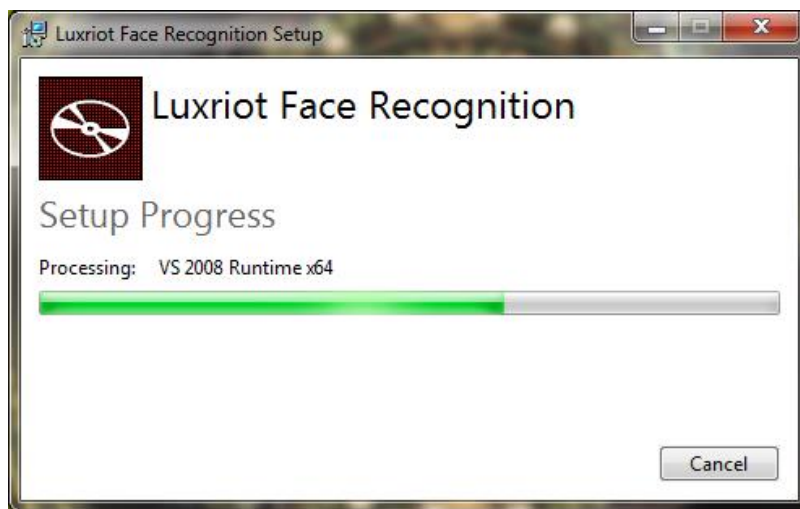 Luxriot Face Recognition Setup
Luxriot Face Recognition
Setup Progress
Processing: VS 2008 Runtime x64
Cancel